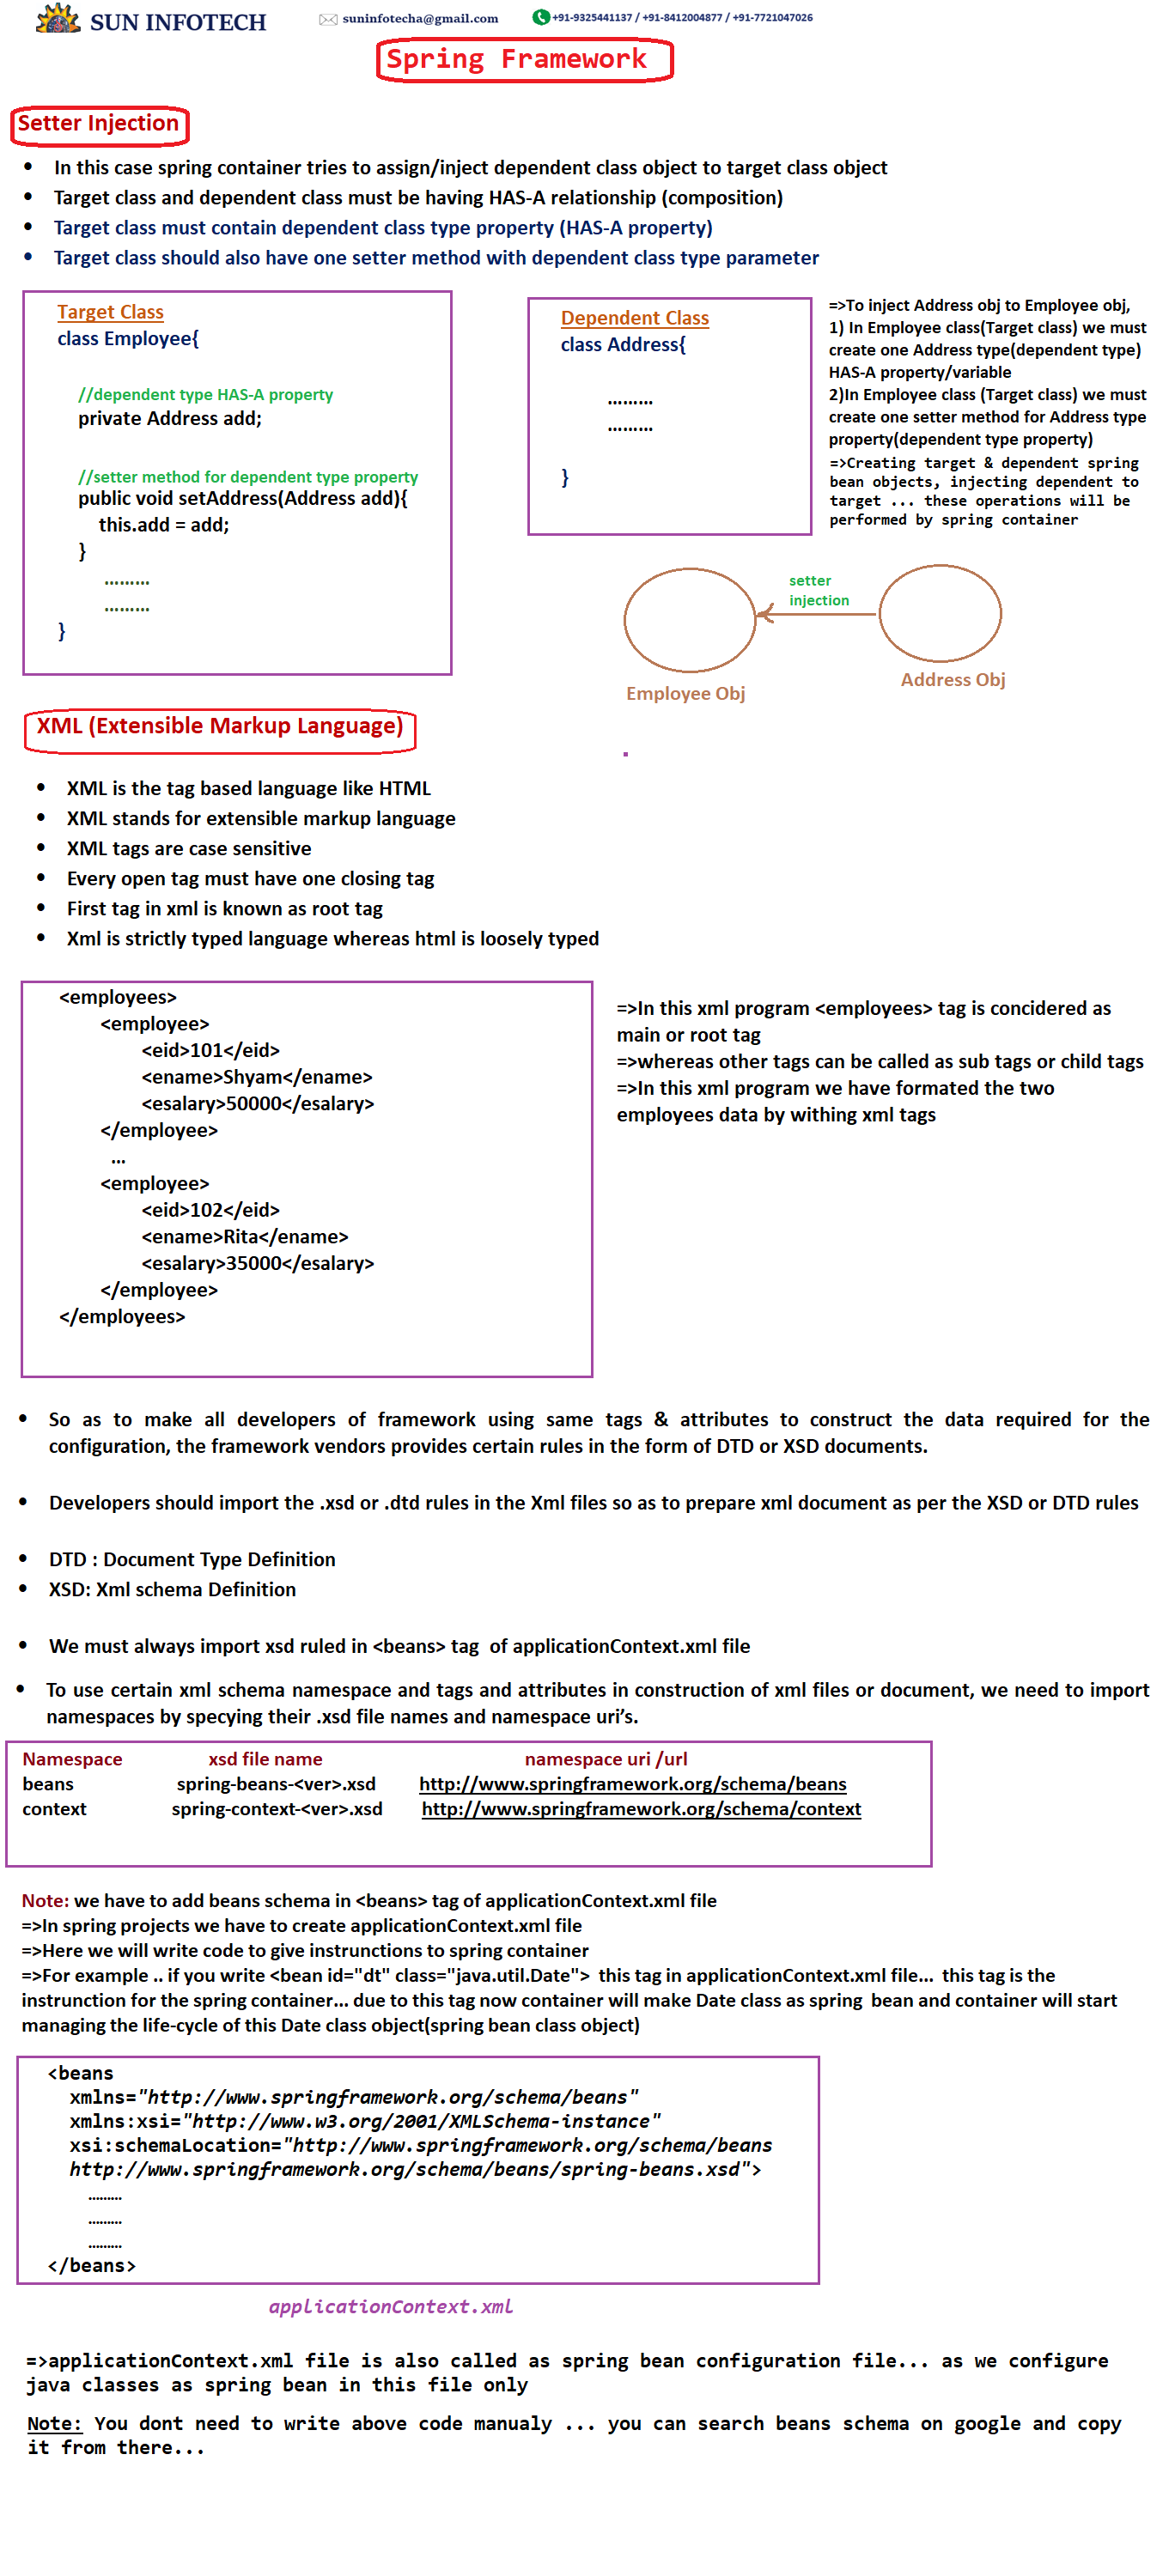 SUN INFOTECH
suninfotecha@gmail.com
+91-9325441137 / +91-8412004877 / +91-7721047026
Spring Framework
Setter Injection
• In this case spring container tries to assign/inject dependent class object to target class object
• Target class and dependent class must be having HAS-A relationship (composition)
• Target class must contain dependent class type property (HAS-A property)
• Target class should also have one setter method with dependent class type parameter
Target Class
class Employee{
//dependent type HAS-A property
private Address add;
//setter method for dependent type property
public void setAddress(Address add){
this.add = add;
}
.........
.........
}
Dependent Class
class Address{
.........
.........
}
=>To inject Address obj to Employee obj,
1) In Employee class(Target class) we must
create one Address type(dependent type)
HAS-A property/variable
2)In Employee class (Target class) we must
create one setter method for Address type
property(dependent type property)
=>Creating target & dependent spring
bean objects, injecting dependent to
target ... these operations will be
performed by spring container
setter
injection
Employee Obj
Address Obj
XML (Extensible Markup Language)
• XML is the tag based language like HTML
• XML stands for extensible markup language
• XML tags are case sensitive
• Every open tag must have one closing tag
• First tag in xml is known as root tag
• Xml is strictly typed language whereas html is loosely typed
<employees>
<employee>
<eid>101</eid>
<ename>Shyam</ename>
<esalary>50000</esalary>
</employee>
...
<employee>
<eid>102</eid>
<ename>Rita</ename>
<esalary>35000</esalary>
</employee>
</employees>
=>In this xml program <employees> tag is concidered as
main or root tag
=>whereas other tags can be called as sub tags or child tags
=>In this xml program we have formated the two
employees data by withing xml tags
• So as to make all developers of framework using same tags & attributes to construct the data required for the
configuration, the framework vendors provides certain rules in the form of DTD or XSD documents.
• Developers should import the .xsd or .dtd rules in the Xml files so as to prepare xml document as per the XSD or DTD rules
• DTD : Document Type Definition
• XSD: Xml schema Definition
• We must always import xsd ruled in <beans> tag of applicationContext.xml file
• To use certain xml schema namespace and tags and attributes in construction of xml files or document, we need to import
namespaces by specying their .xsd file names and namespace uri’s.
Namespace xsd file name namespace uri /url
beans spring-beans-<ver>.xsd http://www.springframework.org/schema/beans
context spring-context-<ver>.xsd http://www.springframework.org/schema/context
Note: we have to add beans schema in <beans> tag of applicationContext.xml file
=>In spring projects we have to create applicationContext.xml file
=>Here we will write code to give instrunctions to spring container
=>For example .. if you write <bean id="dt" class="java.util.Date"> this tag in applicationContext.xml file... this tag is the
instrunction for the spring container... due to this tag now container will make Date class as spring bean and container will start
managing the life-cycle of this Date class object(spring bean class object)
<beans
xmlns="http://www.springframework.org/schema/beans"
xmlns:xsi="http://www.w3.org/2001/XMLSchema-instance"
xsi:schemaLocation="http://www.springframework.org/schema/beans
http://www.springframework.org/schema/beans/spring-beans.xsd">
.........
.........
.........
</beans>
applicationContext.xml
=>applicationContext.xml file is also called as spring bean configuration file... as we configure
java classes as spring bean in this file only
Note: You dont need to write above code manualy ... you can search beans schema on google and copy
it from there...